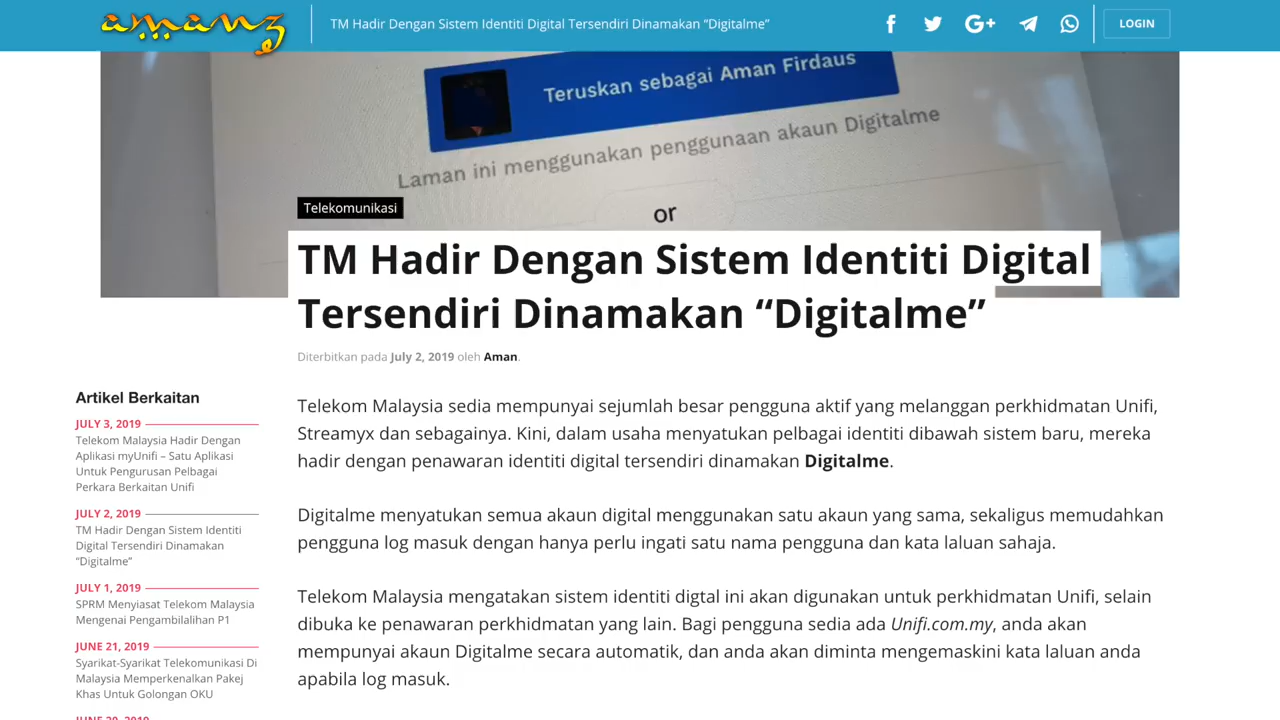 amanz
TM Hadir Dengan Sistem Identiti Digital Tersendiri Dinamakan “Digitalme”
LOGIN
Teruskan sebagai Aman Firdaus
Laman ini menggunakan penggunaan akaun Digitalme
or
Telekomunikasi
TM Hadir Dengan Sistem Identiti Digital
Tersendiri Dinamakan “Digitalme”
Diterbitkan pada July 2, 2019 oleh Aman.
Artikel Berkaitan
JULY 3, 2019
Telekom Malaysia Hadir Dengan
Aplikasi myUnifi – Satu Aplikasi
Untuk Pengurusan Pelbagai
Perkara Berkaitan Unifi
JULY 2, 2019
TM Hadir Dengan Sistem Identiti
Digital Tersendiri Dinamakan
“Digitalme”
JULY 1, 2019
SPRM Menyiasat Telekom Malaysia
Mengenai Pengambilalihan P1
JUNE 21, 2019
Syarikat-Syarikat Telekomunikasi Di
Malaysia Memperkenalkan Pakej
Khas Untuk Golongan OKU
JUNE 20, 2019
Telekom Malaysia sedia mempunyai sejumlah besar pengguna aktif yang melanggan perkhidmatan Unifi,
Streamyx dan sebagainya. Kini, dalam usaha menyatukan pelbagai identiti dibawah sistem baru, mereka
hadir dengan penawaran identiti digital tersendiri dinamakan Digitalme.
Digitalme menyatukan semua akaun digital menggunakan satu akaun yang sama, sekaligus memudahkan
pengguna log masuk dengan hanya perlu ingati satu nama pengguna dan kata laluan sahaja.
Telekom Malaysia mengatakan sistem identiti digtal ini akan digunakan untuk perkhidmatan Unifi, selain
dibuka ke penawaran perkhidmatan yang lain. Bagi pengguna sedia ada Unifi.com.my, anda akan
mempunyai akaun Digitalme secara automatik, dan anda akan diminta mengemaskini kata laluan anda
apabila log masuk.